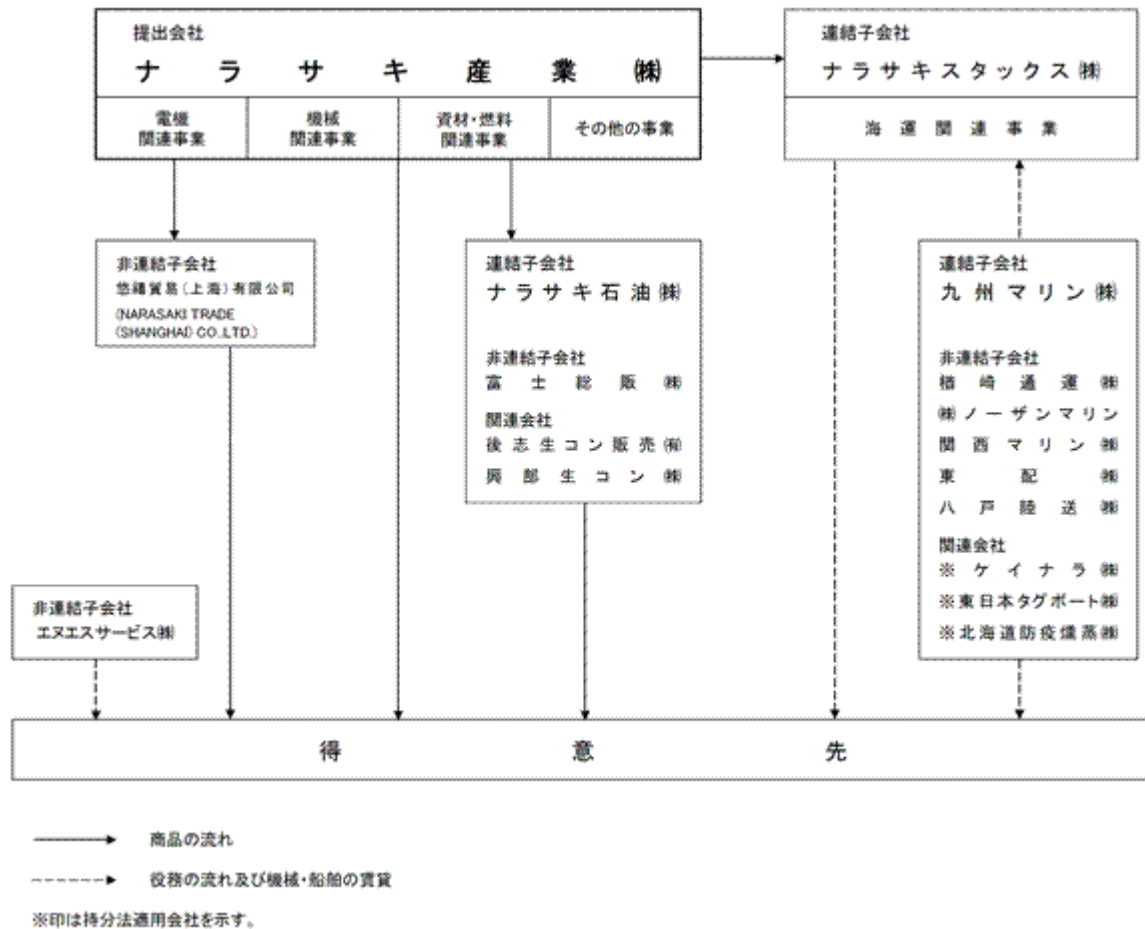 提出会社
ナラサキ産業㈱
電機
関連事業
機械
関連事業
資材・燃料
関連事業
その他の事業
連結子会社
ナラサキスタックス㈱
海運関連事業
非連結子会社
悠禧貿易(上海)有限公司
(NARASAKI TRADE
(SHANGHAI) CO.,LTD.)
連結子会社
ナラサキ石油㈱
非連結子会社
富士総販㈱
関連会社
後志生コン販売㈲
興部生コン㈱
連結子会社
九州マリン㈱
非連結子会社
楢崎通運㈱
㈱ノーザンマリン
関西マリン㈱
東配㈱
八戸陸送㈱
関連会社
※ケイナラ㈱
※東日本タグボート㈱
※北海道防疫燻蒸㈱
非連結子会社
エヌエスサービス㈱
得意先
商品の流れ
役務の流れ及び機械・船舶の賃貸
※印は持分法適用会社を示す。